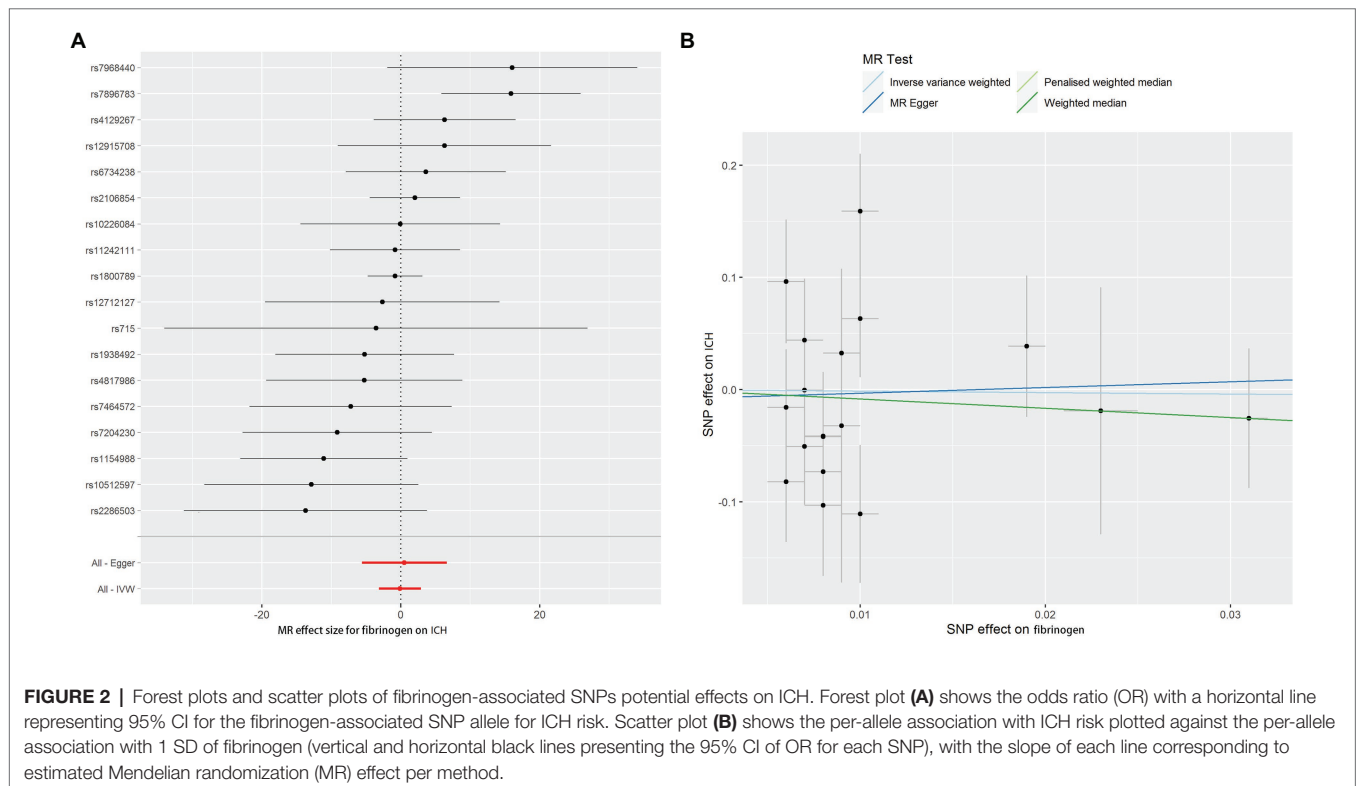 A
rs7968440
rs7896783
rs4129267
rs12915708
rs6734238
rs2106854
rs10226084
rs11242111
rs1800789
rs12712127
rs715
rs1938492
rs4817986
rs7464572
rs7204230
rs1154988
rs10512597
rs2286503
All - Egger
All - IVW
-20 0 20
MR effect size for fibrinogen on ICH
B
MR Test
Inverse variance weighted Penalised weighted median
MR Egger Weighted median
0.2
0.1
0.0
-0.1
SNP effect on ICH
0.01 0.02 0.03
SNP effect on fibrinogen
FIGURE 2 | Forest plots and scatter plots of fibrinogen-associated SNPs potential effects on ICH. Forest plot (A) shows the odds ratio (OR) with a horizontal line
representing 95% CI for the fibrinogen-associated SNP allele for ICH risk. Scatter plot (B) shows the per-allele association with ICH risk plotted against the per-allele
association with 1 SD of fibrinogen (vertical and horizontal black lines presenting the 95% CI of OR for each SNP), with the slope of each line corresponding to
estimated Mendelian randomization (MR) effect per method.